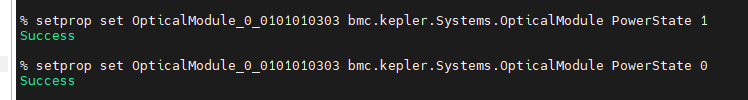 % setprop set OpticalModule_0_0101010303 bmc.kepler.Systems.OpticalModule PowerState 1
Success
% setprop set OpticalModule_0_0101010303 bmc.kepler.Systems.OpticalModule PowerState 0
Success